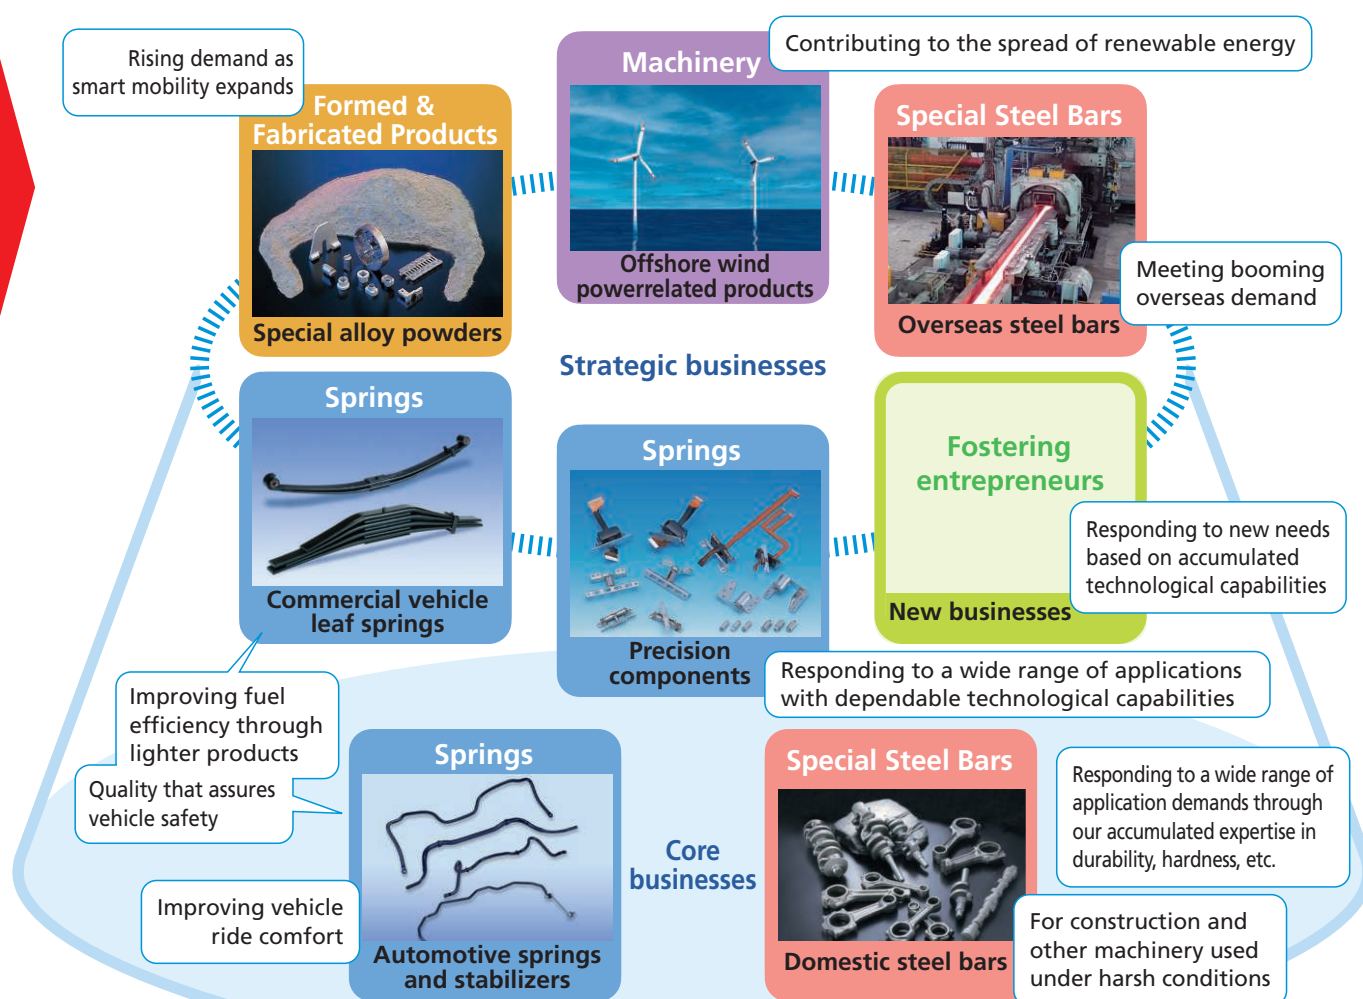 Rising demand as
smart mobility expands
Formed &
Fabricated Products
Special alloy powders
Machinery
Contributing to the spread of renewable energy
Offshore wind
powerrelated products
Special Steel Bars
Overseas steel bars
Meeting booming
overseas demand
Strategic businesses
Springs
Commercial vehicle
leaf springs
Improving fuel
efficiency through
lighter products
Springs
Precision
components
Responding to a wide range of applications
with dependable technological capabilities
Fostering
entrepreneurs
New businesses
Responding to new needs
based on accumulated
technological capabilities
Quality that assures
vehicle safety
Improving vehicle
ride comfort
Springs
Automotive springs
and stabilizers
Core
businesses
Special Steel Bars
Domestic steel bars
Responding to a wide range of
application demands through
our accumulated expertise in
durability, hardness, etc.
For construction and
other machinery used
under harsh conditions